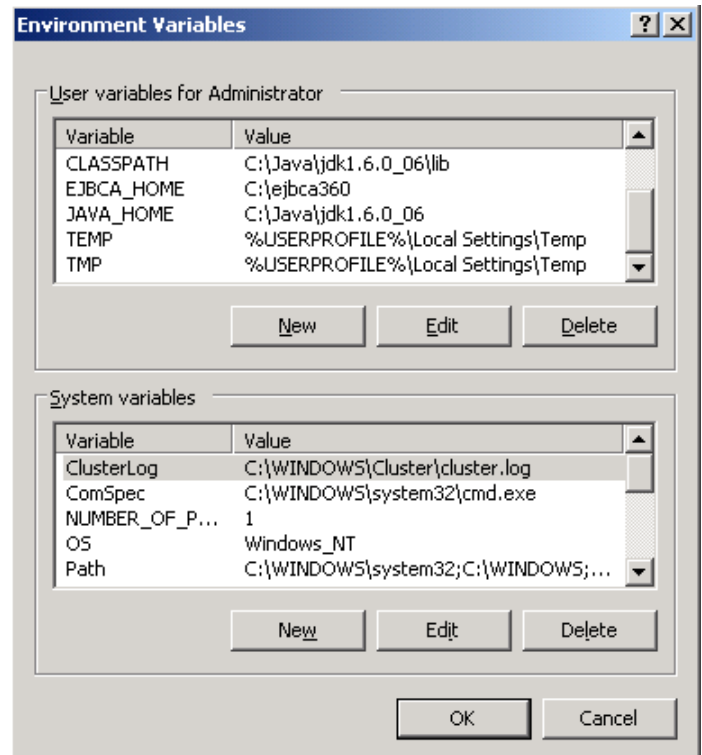 Environment Variables
User variables for Administrator
Variable Value
CLASSPATH C:\Java\jdk1.6.0_06\lib
EJBCA_HOME C:\ejbca360
JAVA_HOME C:\Java\jdk1.6.0_06
TEMP %USERPROFILE%\Local Settings\Temp
TMP %USERPROFILE%\Local Settings\Temp
New Edit Delete
System variables
Variable Value
ClusterLog C:\WINDOWS\Cluster\cluster.log
ComSpec C:\WINDOWS\system32\cmd.exe
NUMBER_OF_P... 1
OS Windows_NT
Path C:\WINDOWS\system32;C:\WINDOWS;...
New Edit Delete
OK Cancel